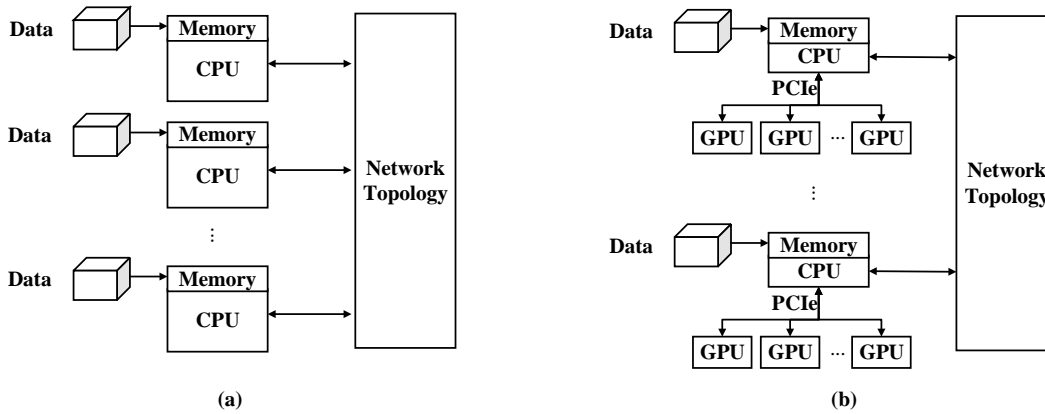 Data
Memory
CPU
Data
Memory
CPU
...
Data
Memory
CPU
Network
Topology
(a)
Data
Memory
CPU
PCIe
GPU GPU ... GPU
...
Data
Memory
CPU
PCIe
GPU GPU ... GPU
Network
Topology
(b)